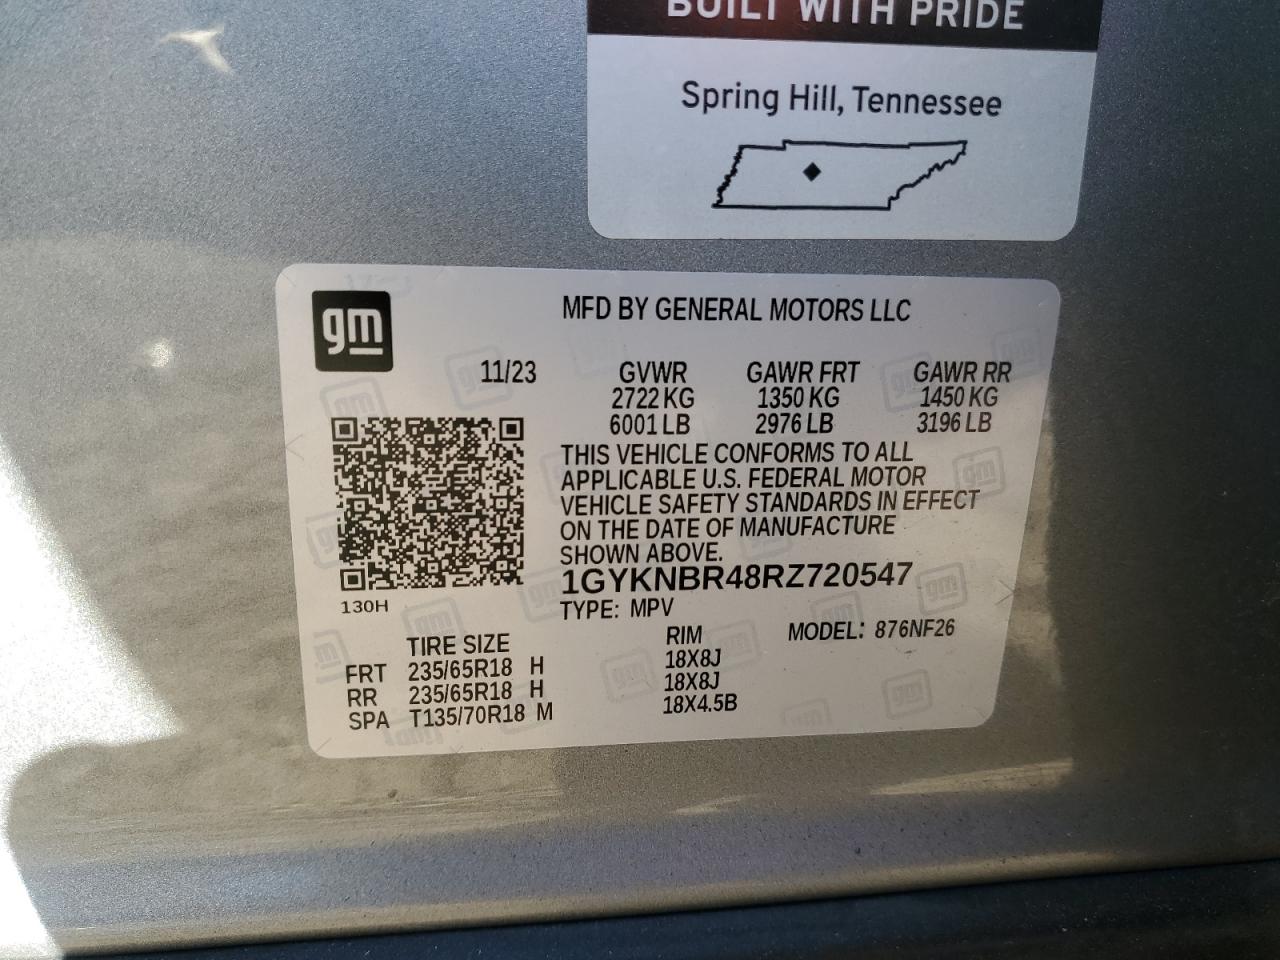 BUILT WITH PRIDE
Spring Hill, Tennessee
gm
MFD BY GENERAL MOTORS LLC
11/23 GVWR GAWR FRT GAWR RR
2722 KG 1350 KG 1450 KG
6001 LB 2976 LB 3196 LB
THIS VEHICLE CONFORMS TO ALL
APPLICABLE U.S. FEDERAL MOTOR
VEHICLE SAFETY STANDARDS IN EFFECT
ON THE DATE OF MANUFACTURE
SHOWN ABOVE.
1GYKNBR48RZ720547
130H
TYPE: MPV
MODEL: 876NF26
TIRE SIZE RIM
FRT 235/65R18 H 18X8J
RR 235/65R18 H 18X8J
SPA T135/70R18 M 18X4.5B